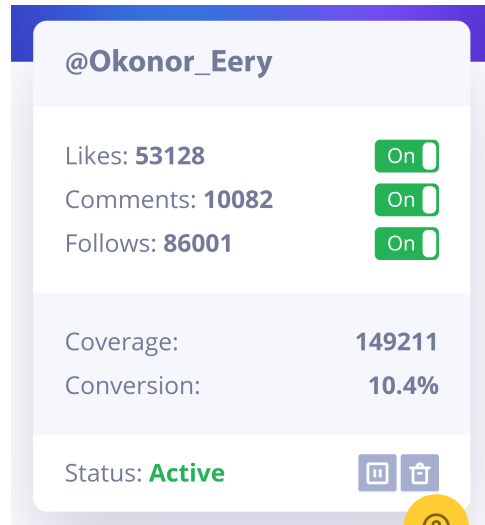 @Okonor_Eery
Likes: 53128 On
Comments: 10082 On
Follows: 86001 On
Coverage: 149211
Conversion: 10.4%
Status: Active